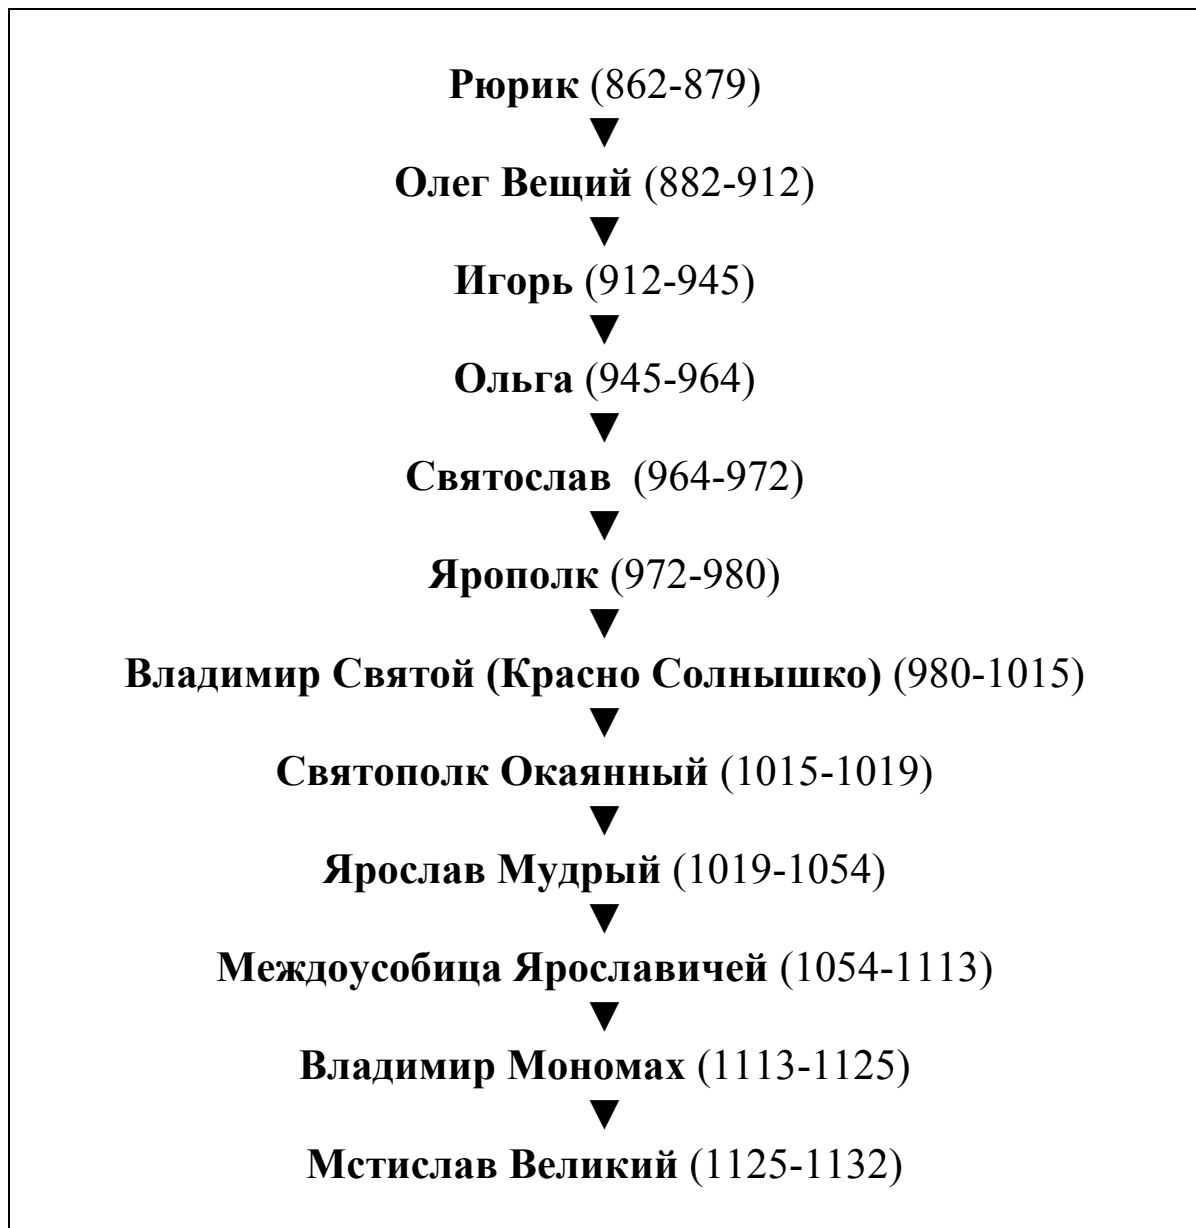 Рюрик (862-879)
Олег Вещий (882-912)
Игорь (912-945)
Ольга (945-964)
Святослав (964-972)
Ярополк (972-980)
Владимир Святой (Красно Солнышко) (980-1015)
Святополк Окаянный (1015-1019)
Ярослав Мудрый (1019-1054)
Междоусобица Ярославичей (1054-1113)
Владимир Мономах (1113-1125)
Мстислав Великий (1125-1132)